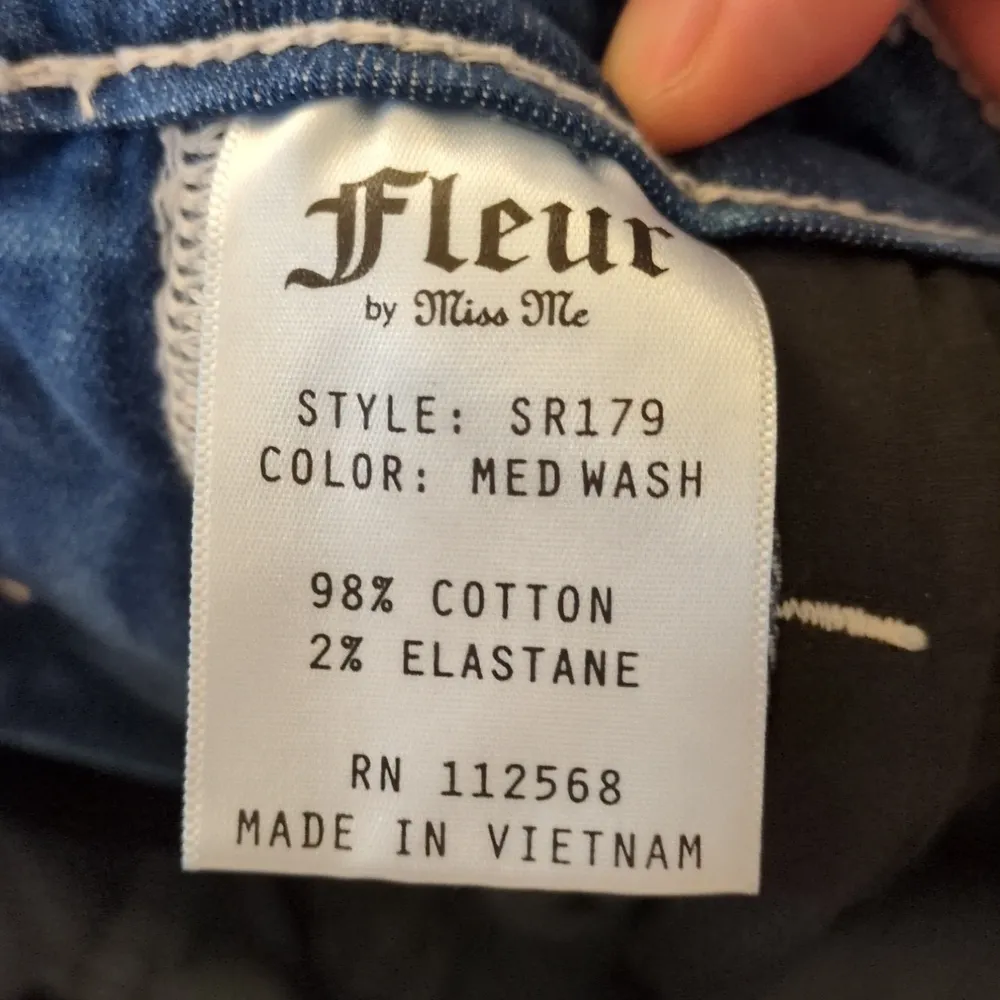 Fleur
by Miss Me
STYLE: SR179
COLOR: MED WASH
98% COTTON
2% ELASTANE
RN 112568
MADE IN VIETNAM